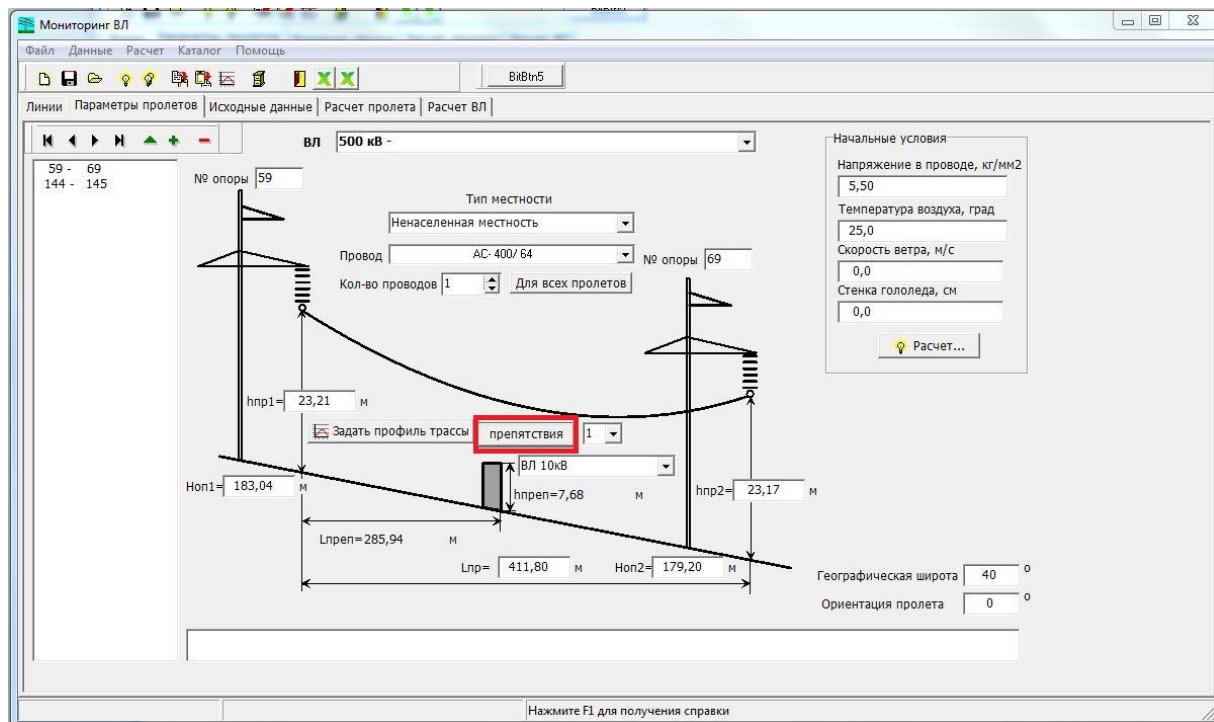 Мониторинг ВЛ
Файл Данные Расчет Каталог Помощь
BitBtn5
Линии Параметры пролетов Исходные данные Расчет пролета Расчет ВЛ
ВЛ 500 кВ -
59 - 69
144 - 145
№ опоры 59
Тип местности
Ненаселенная местность
Провод АС- 400/ 64
№ опоры 69
Кол-во проводов 1 Для всех пролетов
Начальные условия
Напряжение в проводе, кг/мм2
5,50
Температура воздуха, град
25,0
Скорость ветра, м/с
0,0
Стенка гололеда, см
0,0
Расчет...
hпр1= 23,21 м
Задать профиль трассы препятствия 1
ВЛ 10кВ
Hоп1= 183,04 м
hпреп=7,68 м
hпр2= 23,17 м
Lпреп=285,94 м
Lпр= 411,80 м Hоп2= 179,20 м
Географическая широта 40 °
Ориентация пролета 0 °
Нажмите F1 для получения справки